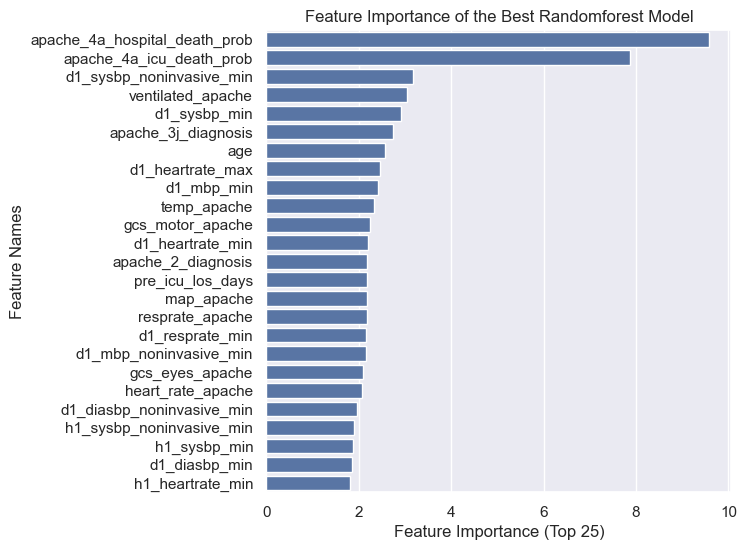 Feature Importance of the Best Randomforest Model
Feature Names
apache_4a_hospital_death_prob
apache_4a_icu_death_prob
d1_sysbp_noninvasive_min
ventilated_apache
d1_sysbp_min
apache_3j_diagnosis
age
d1_heartrate_max
d1_mbp_min
temp_apache
gcs_motor_apache
d1_heartrate_min
apache_2_diagnosis
pre_icu_los_days
map_apache
resprate_apache
d1_resprate_min
d1_mbp_noninvasive_min
gcs_eyes_apache
heart_rate_apache
d1_diasbp_noninvasive_min
h1_sysbp_noninvasive_min
h1_sysbp_min
d1_diasbp_min
h1_heartrate_min
0 2 4 6 8 10
Feature Importance (Top 25)